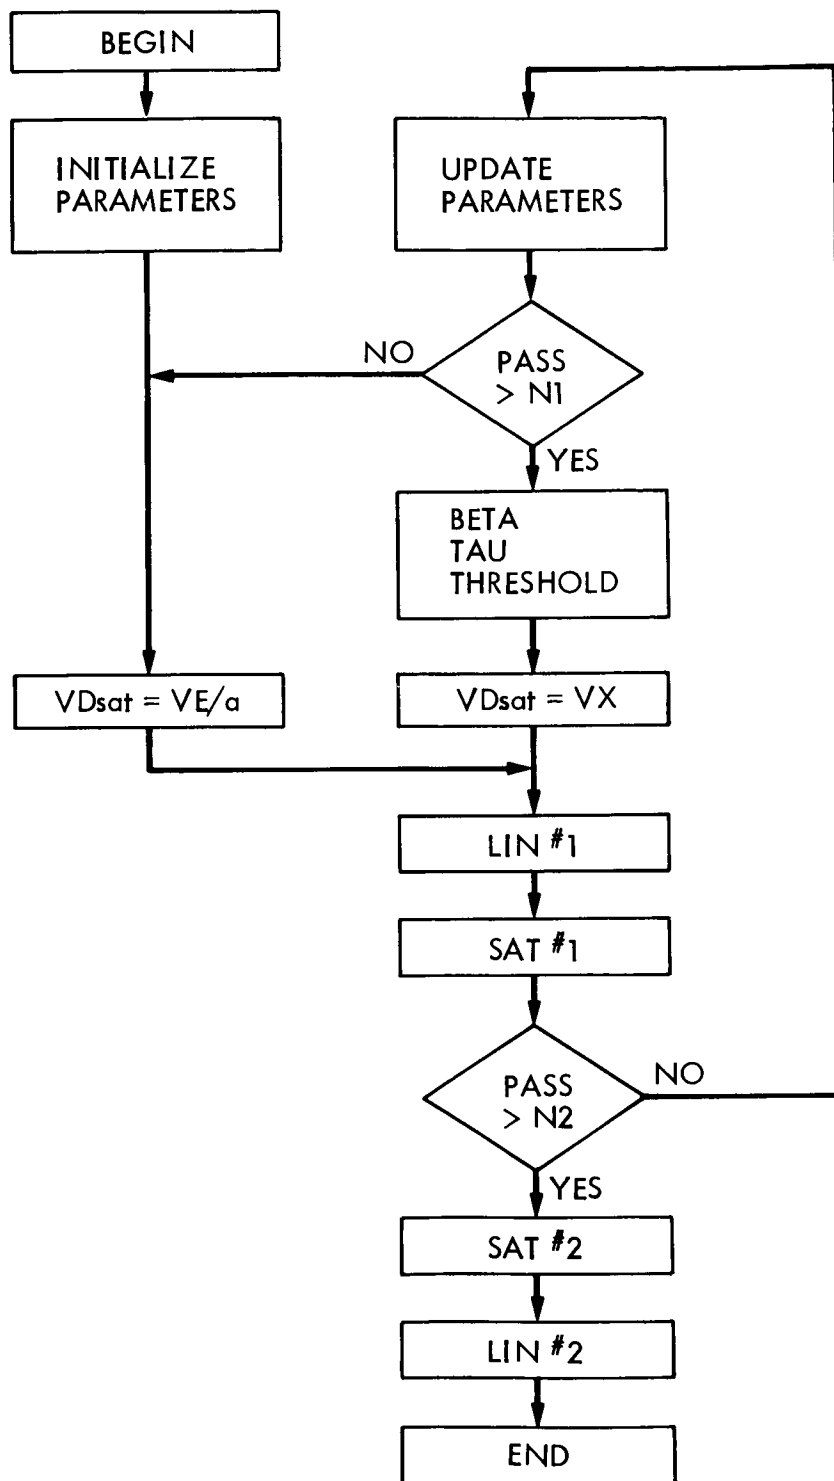 BEGIN
INITIALIZE
PARAMETERS
UPDATE
PARAMETERS
NO
PASS
> N1
YES
BETA
TAU
THRESHOLD
VDsat = VE/a
VDsat = VX
LIN #1
SAT #1
PASS
> N2
NO
YES
SAT #2
LIN #2
END